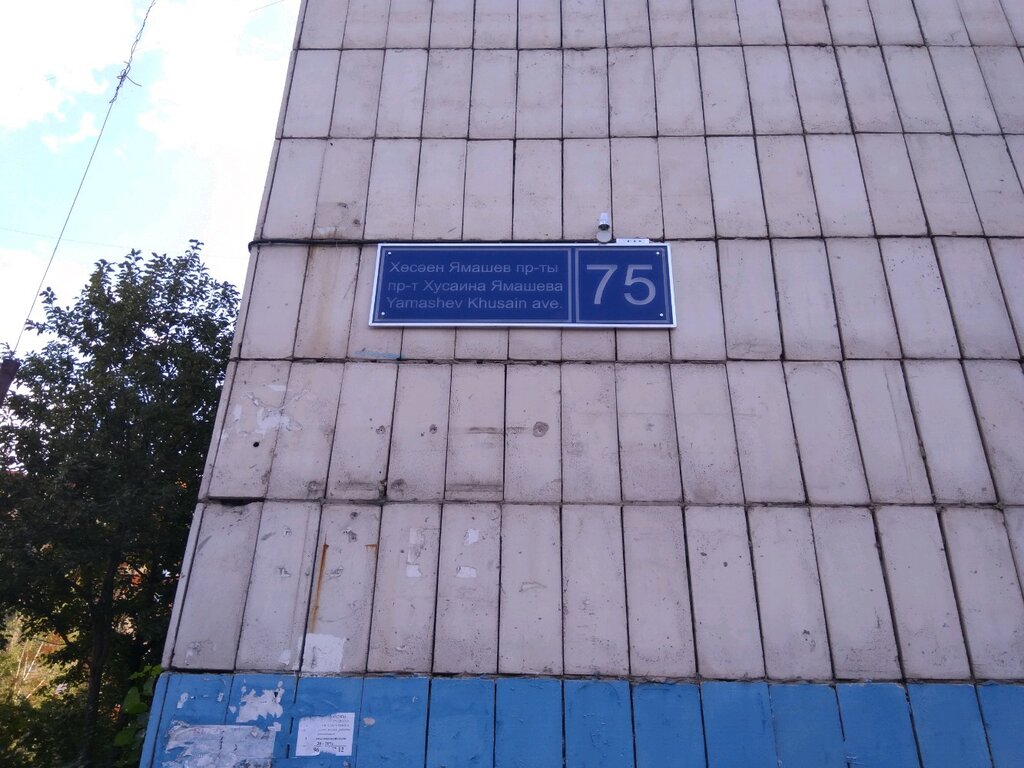 Хөсәен Ямашев пр-ты
пр-т Хусаина Ямашева
Yamashev Khusain ave.
75